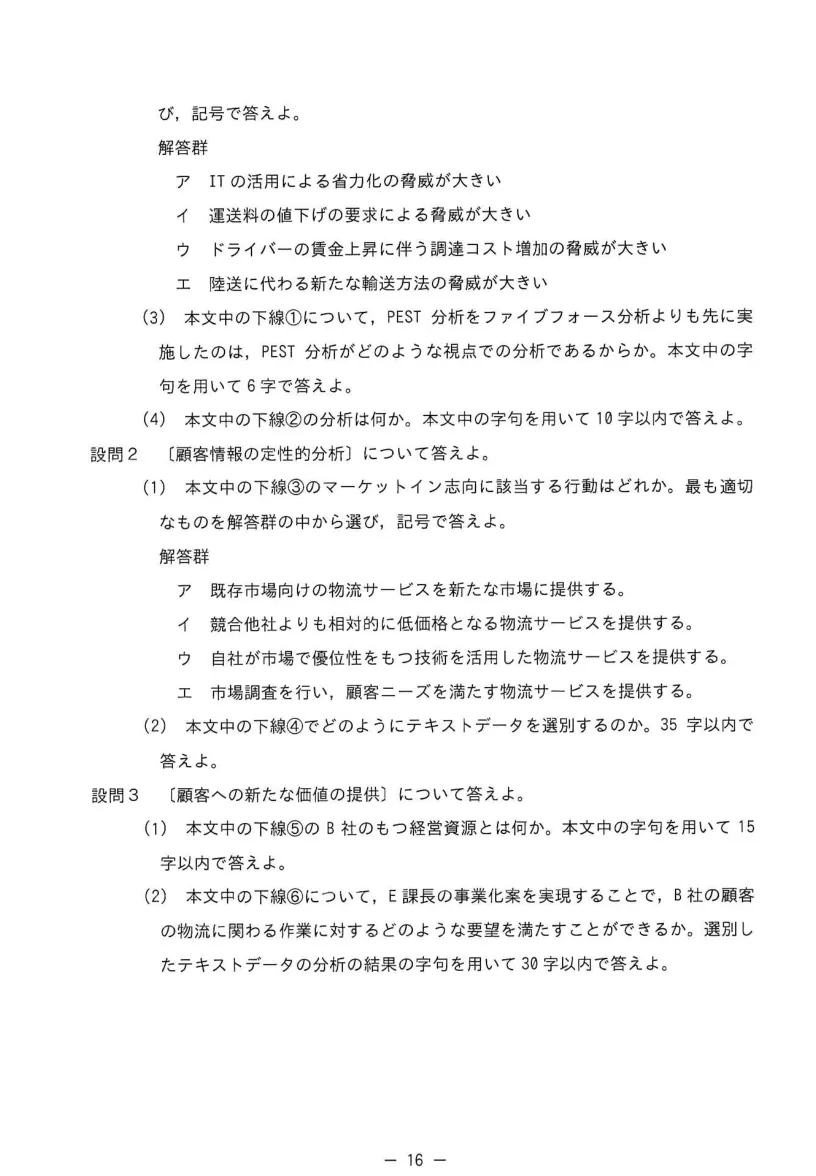 び，記号で答えよ。
解答群
ア　ITの活用による省力化の脅威が大きい
イ　運送料の値下げの要求による脅威が大きい
ウ　ドライバーの賃金上昇に伴う調達コスト増加の脅威が大きい
エ　陸送に代わる新たな輸送方法の脅威が大きい
(3)　本文中の下線①について，PEST 分析をファイブフォース分析よりも先に実
施したのは，PEST 分析がどのような視点での分析であるからか。本文中の字
句を用いて6字で答えよ。
(4)　本文中の下線②の分析は何か。本文中の字句を用いて10字以内で答えよ。
設問2　〔顧客情報の定性的分析〕について答えよ。
(1)　本文中の下線③のマーケットイン志向に該当する行動はどれか。最も適切
なものを解答群の中から選び，記号で答えよ。
解答群
ア　既存市場向けの物流サービスを新たな市場に提供する。
イ　競合他社よりも相対的に低価格となる物流サービスを提供する。
ウ　自社が市場で優位性をもつ技術を活用した物流サービスを提供する。
エ　市場調査を行い，顧客ニーズを満たす物流サービスを提供する。
(2)　本文中の下線④でどのようにテキストデータを選別するのか。35 字以内で
答えよ。
設問3　〔顧客への新たな価値の提供〕について答えよ。
(1)　本文中の下線⑤の B 社のもつ経営資源とは何か。本文中の字句を用いて 15
字以内で答えよ。
(2)　本文中の下線⑥について，E 課長の事業化案を実現することで，B 社の顧客
の物流に関わる作業に対するどのような要望を満たすことができるか。選別し
たテキストデータの分析の結果の字句を用いて 30 字以内で答えよ。
— 16 —